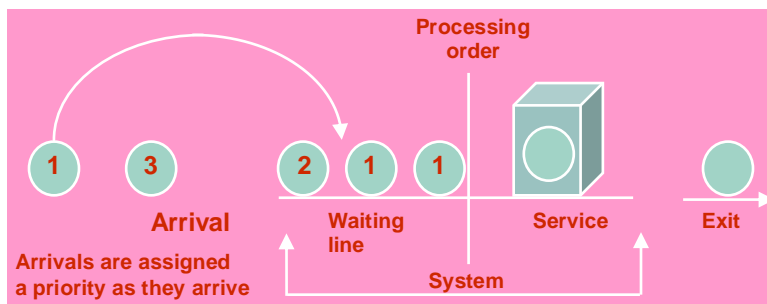 Processing
order
1
3
2
1
1
Arrival
Waiting
line
Service
Exit
Arrivals are assigned
a priority as they arrive
System